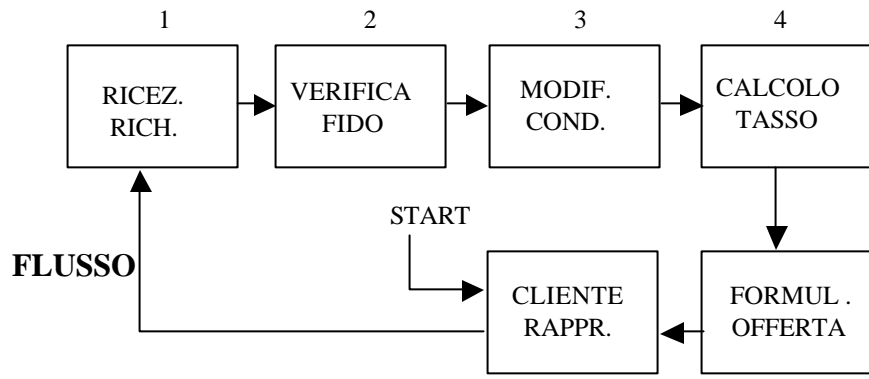 1 2 3 4
RICEZ.
RICH.
VERIFICA
FIDO
MODIF.
COND.
CALCOLO
TASSO
START
FLUSSO
CLIENTE
RAPPR.
FORMUL .
OFFERTA